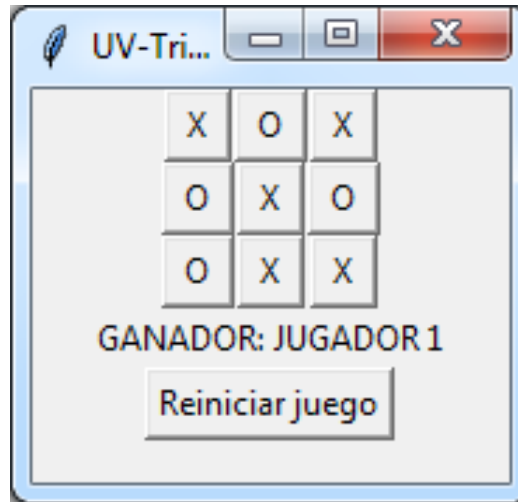 UV-Tri...
X O X
O X O
O X X
GANADOR: JUGADOR 1
Reiniciar juego